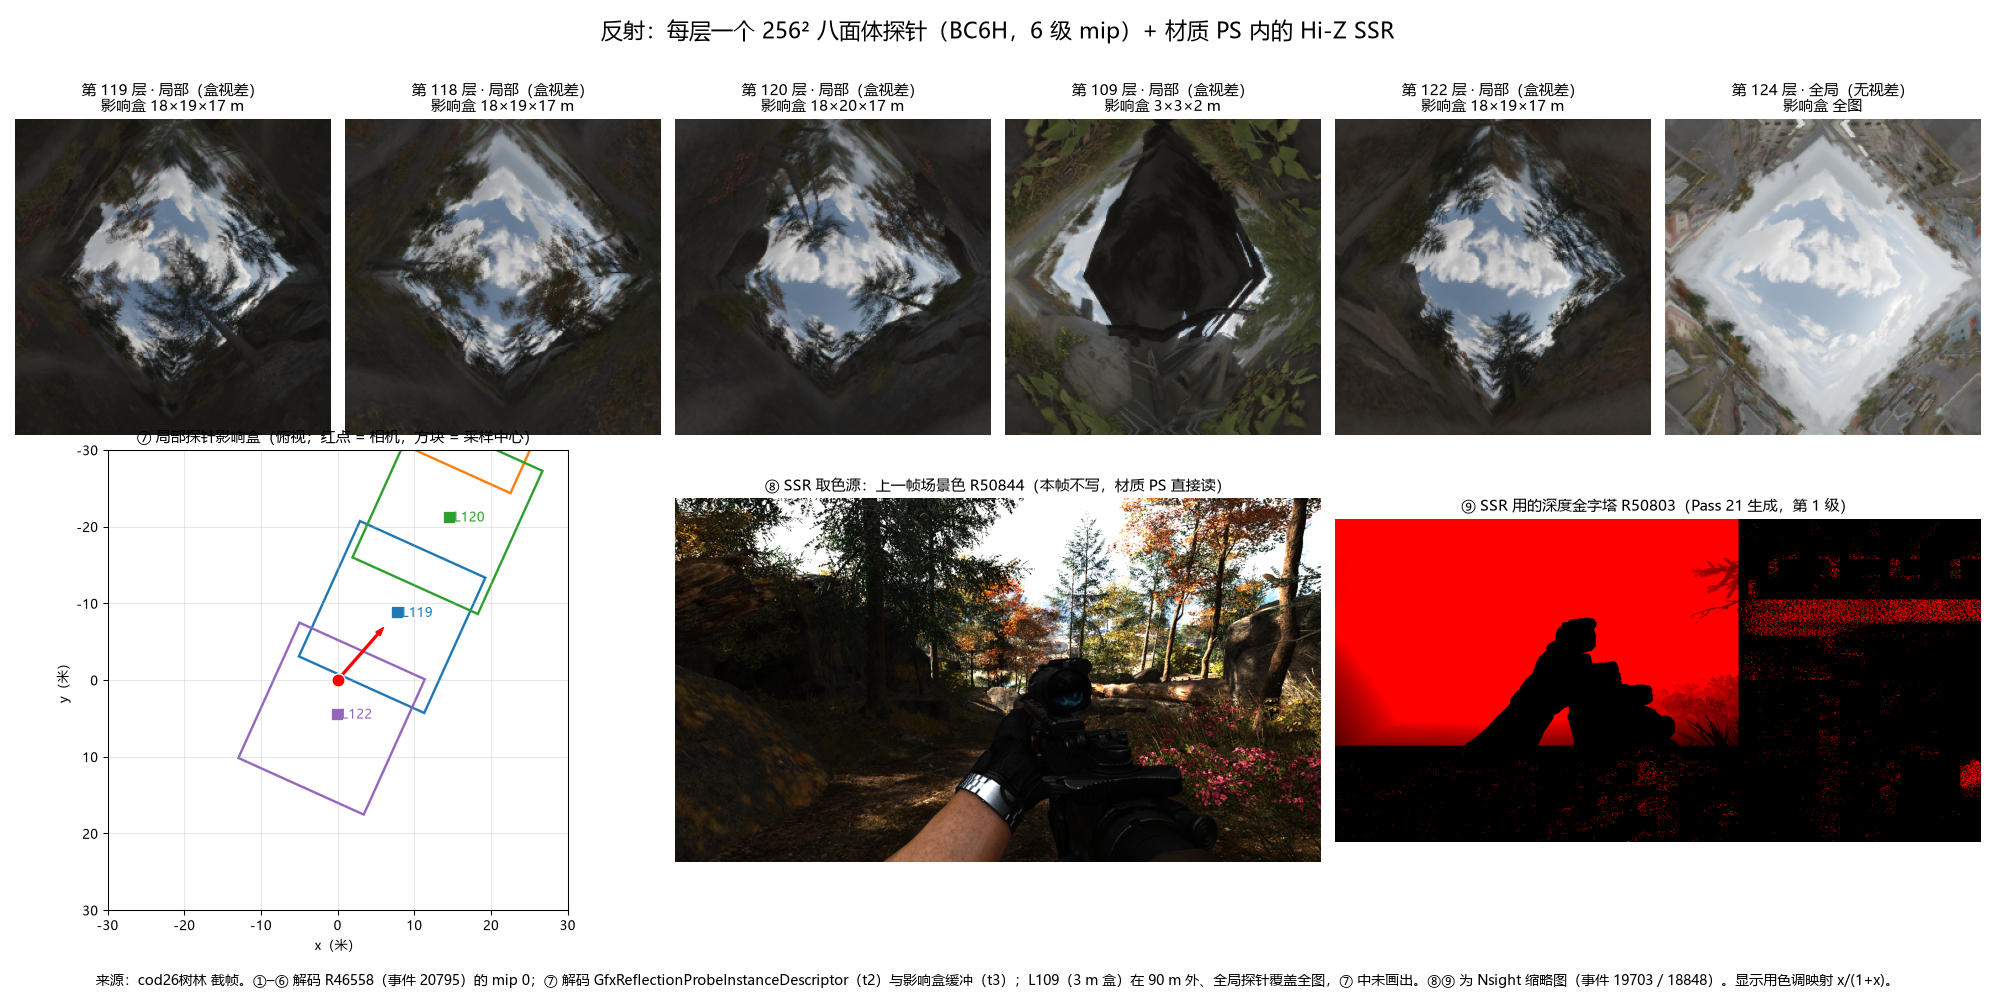 反射：每层一个 256² 八面体探针（BC6H，6 级 mip）+ 材质 PS 内的 Hi-Z SSR
第 119 层 · 局部（盒视差）
影响盒 18×19×17 m
第 118 层 · 局部（盒视差）
影响盒 18×19×17 m
第 120 层 · 局部（盒视差）
影响盒 18×20×17 m
第 109 层 · 局部（盒视差）
影响盒 3×3×2 m
第 122 层 · 局部（盒视差）
影响盒 18×19×17 m
第 124 层 · 全局（无视差）
影响盒 全图
⑦ 局部探针影响盒（俯视；红点 = 相机，方块 = 采样中心）
-30
-20
-10
0
10
20
30
y（米）
L120
L119
L122
-30
-20
-10
0
10
20
30
x（米）
⑧ SSR 取色源：上一帧场景色 R50844（本帧不写，材质 PS 直接读）
⑨ SSR 用的深度金字塔 R50803（Pass 21 生成，第 1 级）
来源：cod26树林 截帧。①–⑥ 解码 R46558（事件 20795）的 mip 0；⑦ 解码 GfxReflectionProbeInstanceDescriptor（t2）与影响盒缓冲（t3）；L109（3 m 盒）在 90 m 外、全局探针覆盖全图，⑦ 中未画出。⑧⑨ 为 Nsight 缩略图（事件 19703 / 18848）。显示用色调映射 x/(1+x)。